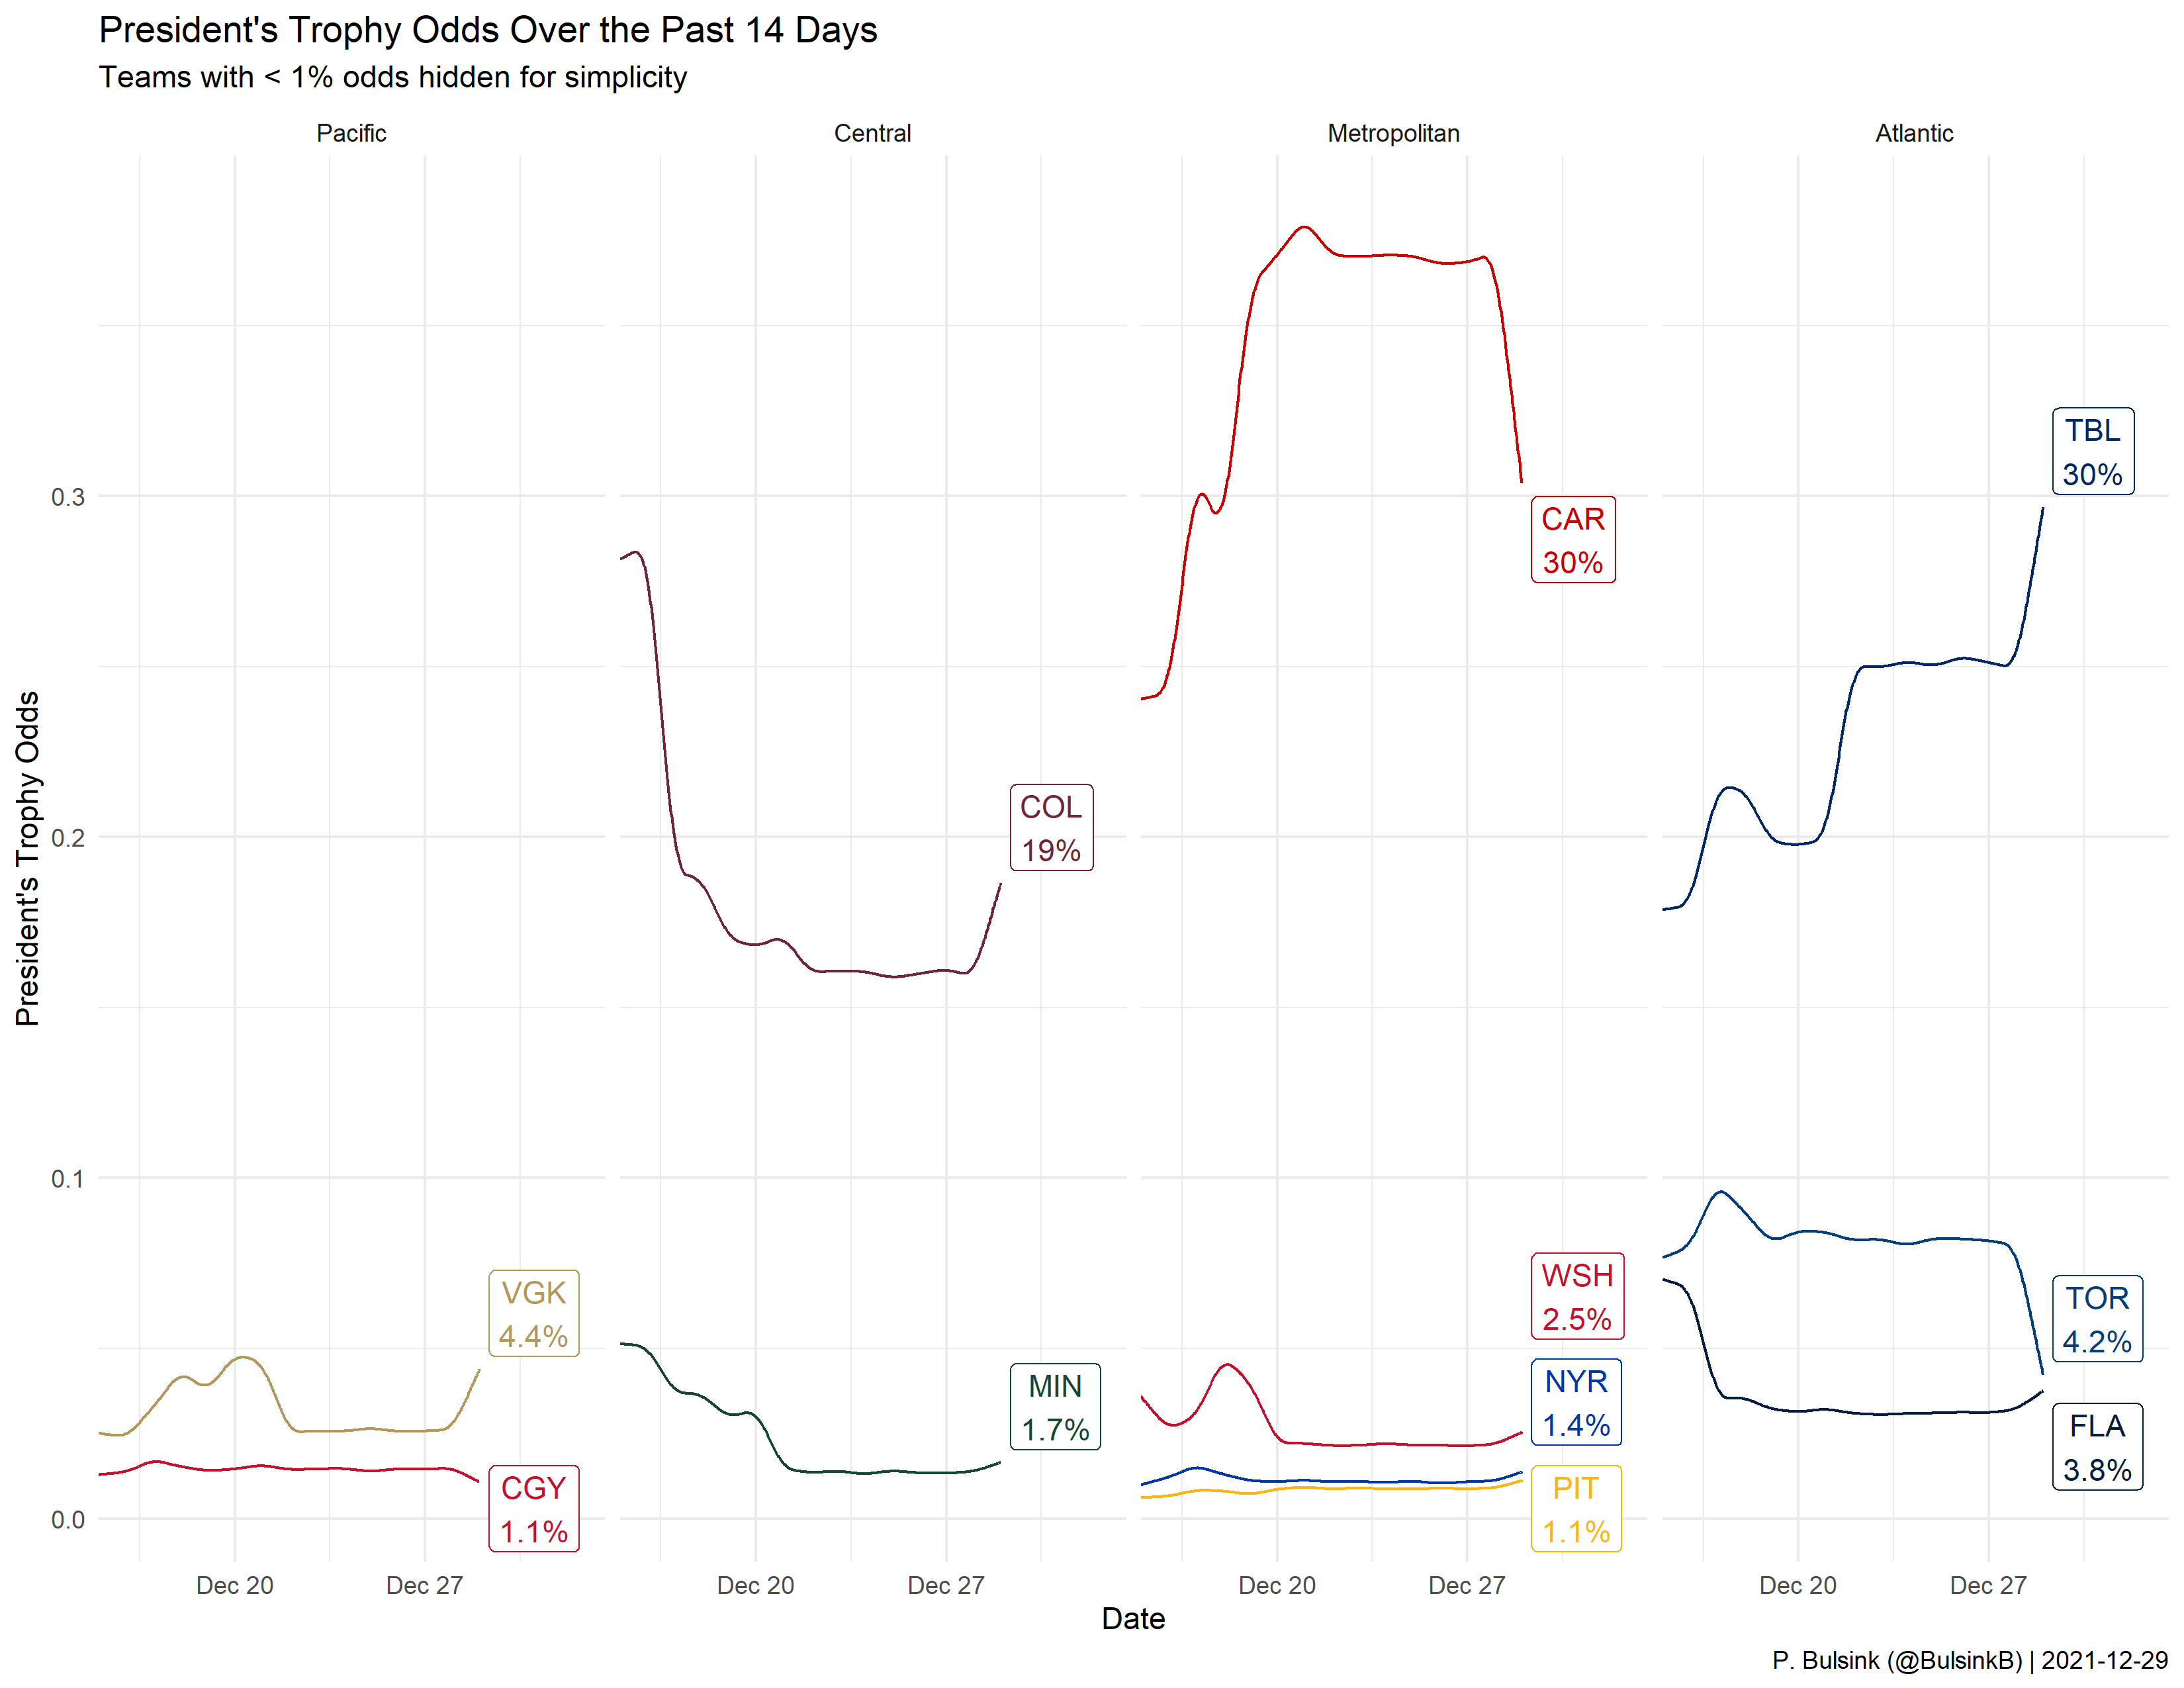 President's Trophy Odds Over the Past 14 Days
Teams with < 1% odds hidden for simplicity
Pacific
Central
Metropolitan
Atlantic
President's Trophy Odds
0.3
0.2
0.1
0.0
VGK
4.4%
CGY
1.1%
COL
19%
MIN
1.7%
CAR
30%
WSH
2.5%
NYR
1.4%
PIT
1.1%
TBL
30%
TOR
4.2%
FLA
3.8%
Dec 20
Dec 27
Dec 20
Dec 27
Dec 20
Dec 27
Dec 20
Dec 27
Date
P. Bulsink (@BulsinkB) | 2021-12-29